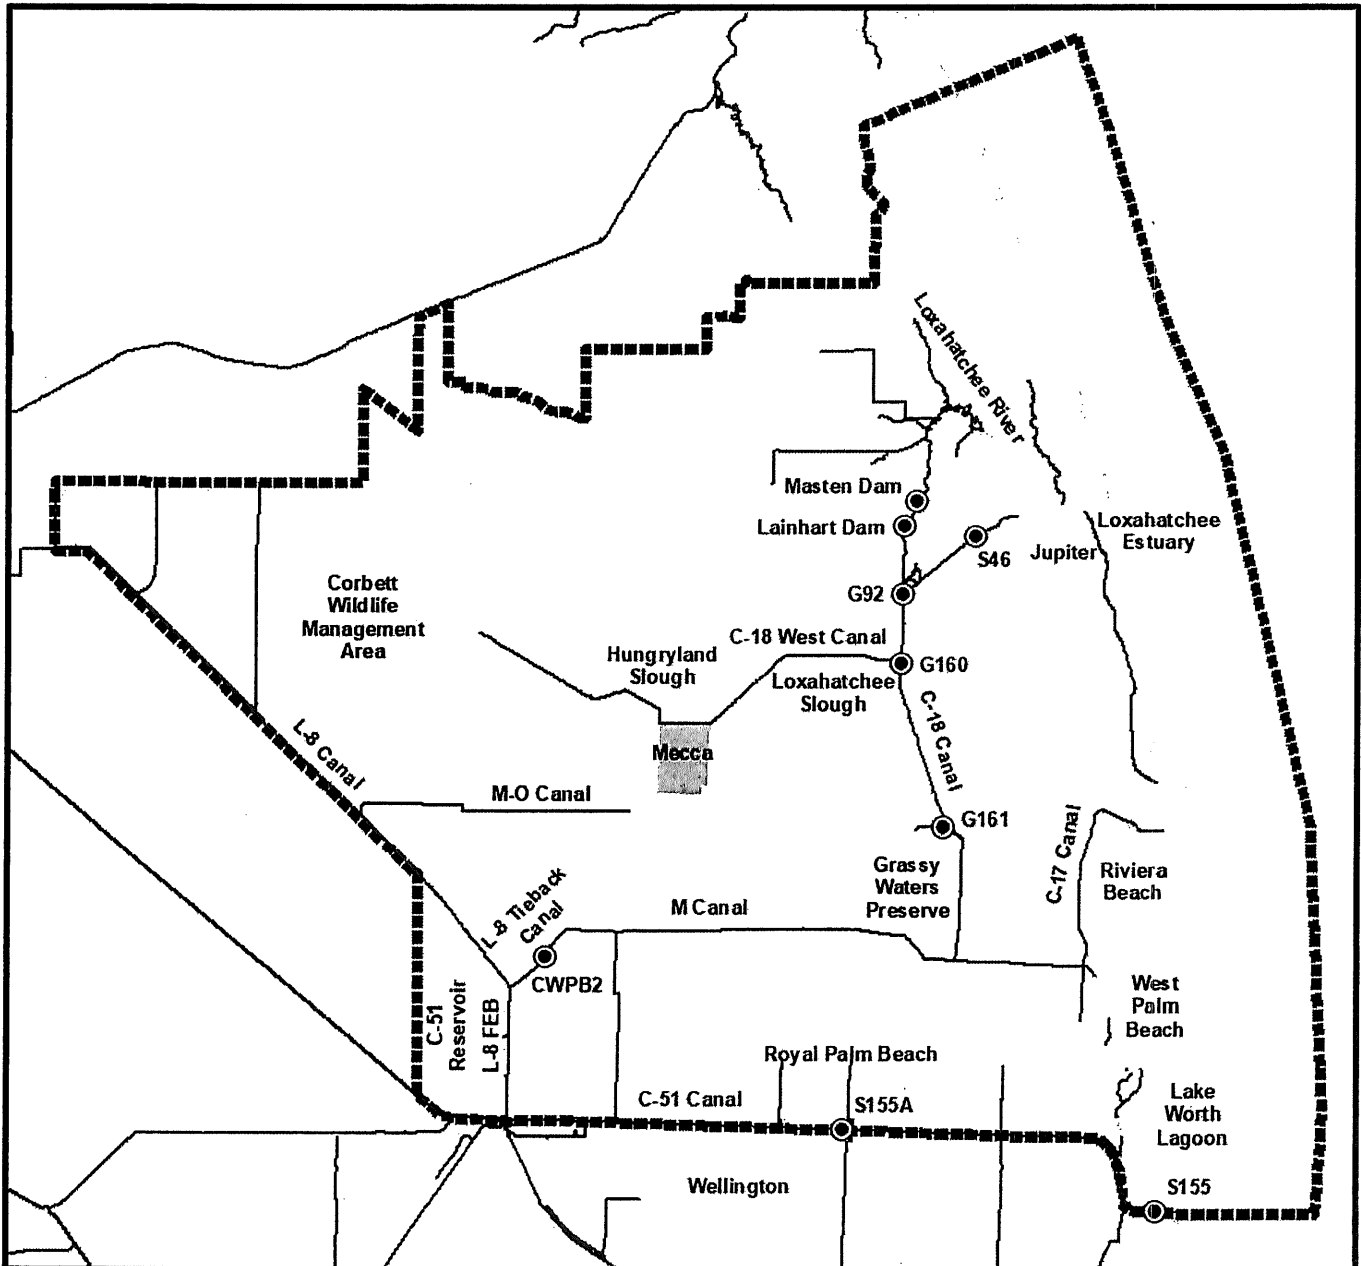 Loxahatchee River
Masten Dam
Lainhart Dam
S46
Jupiter
Loxahatchee
Estuary
G92
Corbett
Wildlife
Management
Area
C-18 West Canal
Hungryland
Slough
G160
Loxahatchee
Slough
C-18 Canal
L-8 Canal
Mecca
M-O Canal
G161
C-17 Canal
Grassy
Waters
Preserve
Riviera
Beach
L-8 Tieback
Canal
M Canal
CWPB2
West
Palm
Beach
C-51
Reservoir
L-8 FEB
Royal Palm Beach
C-51 Canal
S155A
Lake
Worth
Lagoon
Wellington
S155